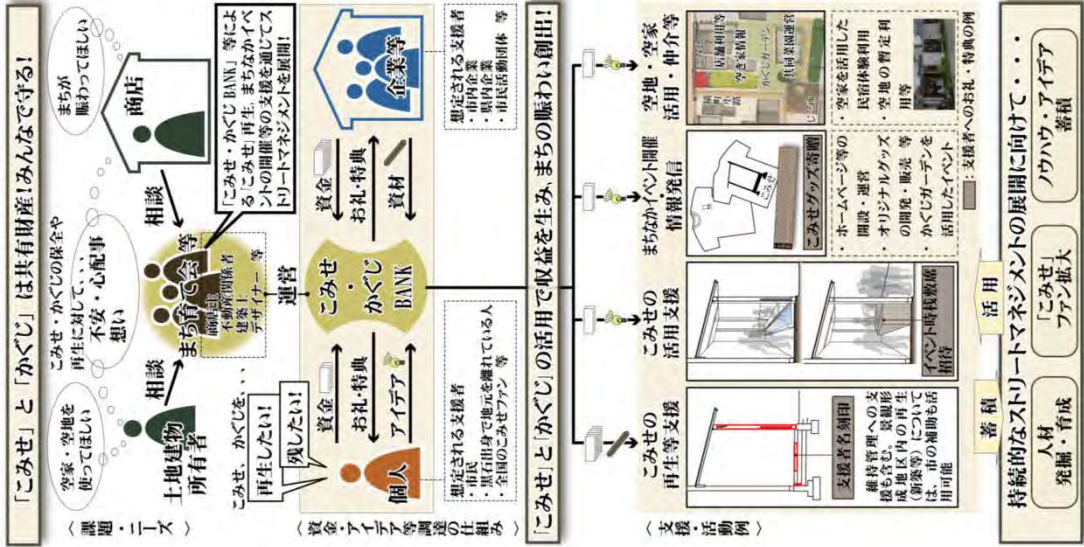 「こみせ」と「かぐじ」は共有財産！みんなで守る！
〈課題・ニーズ〉
空家・空地を
使ってほしい
こみせ・かぐじの保全や
再生に対して、、、
不安・心配事
想い
まちが
賑わってほしい
土地建物
所有者
相談
まち育て会等
商店主
不動産関係者
建築士
デザイナー 等
相談
商店
「こみせ・かぐじBANK」等によ
る「こみせ」再生、まちなかイベ
ントの開催等の支援を通じてス
トリートマネジメントを展開！
運営
〈資金・アイデア等調達の仕組み〉
こみせ、かぐじを、、、
再生したい！
残したい！
個人
資金
お礼・特典
アイデア
こみせ
・
かぐじ
BANK
資金
お礼・特典
資材
企業等
想定される支援者
・市民
・黒石出身で地元を離れている人
・全国のこみせファン 等
想定される支援者
・市内企業
・県内企業
・市民活動団体 等
「こみせ」と「かぐじ」の活用で収益を生み、まちの賑わい創出！
〈支援・活動例〉
こみせの
再生等支援
支援者名刻印
維持管理への支
援も含む。景観形
成地区内の再生
（新築等）について
は、市の補助も活
用可能
こみせの
活用支援
イベント時桟敷席
招待
まちなかイベント開催
情報発信
こみせ
こみせグッズ寄贈
・ホームページ等の
開設・運営
・オリジナルグッズ
の開発・販売 等
・かぐじガーデンを
活用したイベント
空地・空家
活用・仲介等
店舗利用等
空き家情報
かぐじガーデン
共同菜園運営
・空家を活用した
民宿体験利用
・空地の暫定利
用等
：支援者へのお礼・特典の例
蓄積
活用
持続的なストリートマネジメントの展開に向けて・・・
人材
発掘・育成
「こみせ」
ファン拡大
ノウハウ・アイデア
蓄積